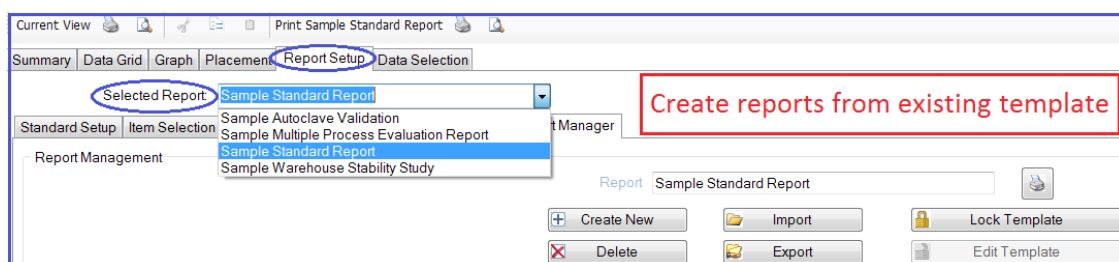 Current View Print Sample Standard Report
Summary Data Grid Graph Placement Report Setup Data Selection
Selected Report: Sample Standard Report
Create reports from existing template
Sample Autoclave Validation
Sample Multiple Process Evaluation Report
Sample Standard Report
Sample Warehouse Stability Study
Standard Setup Item Selection t Manager
Report Management
Report Sample Standard Report
Create New Import Lock Template
Delete Export Edit Template